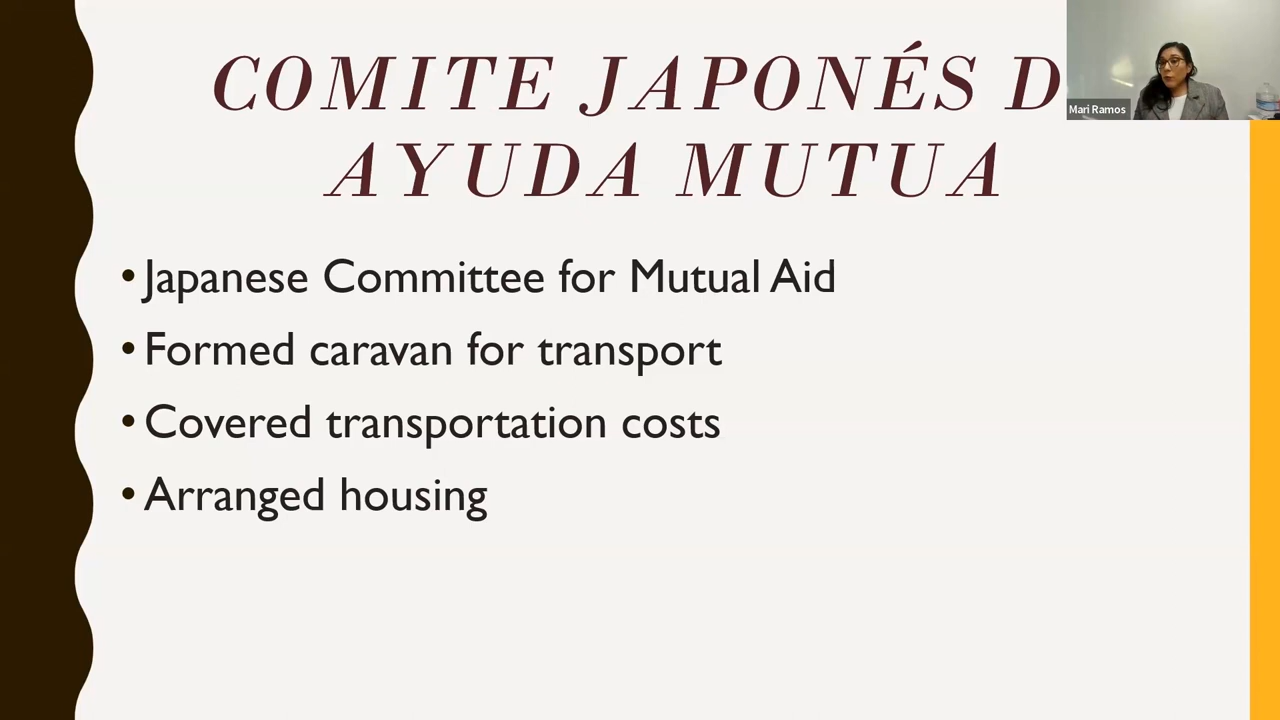 COMITE JAPONÉS D
AYUDA MUTUA
• Japanese Committee for Mutual Aid
• Formed caravan for transport
• Covered transportation costs
• Arranged housing
Mari Ramos